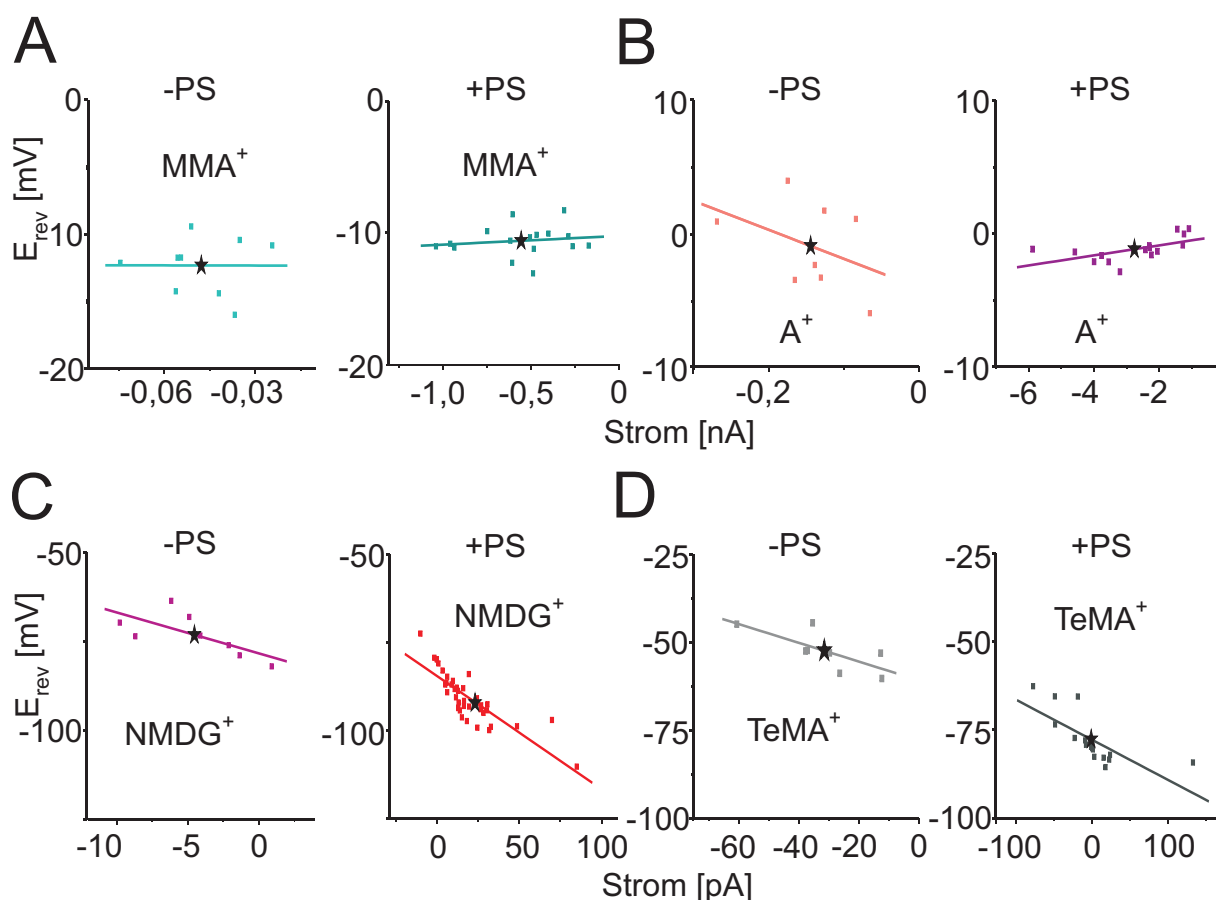 A
B
-PS
+PS
-PS
+PS
MMA+
MMA+
A+
A+
E_rev [mV]
0
-10
-20
-0,06
-0,03
0
-10
-20
-1,0
-0,5
0
10
0
-10
-0,2
0
10
0
-10
-6
-4
-2
Strom [nA]
C
D
-PS
+PS
-PS
+PS
NMDG+
NMDG+
TeMA+
TeMA+
E_rev [mV]
-50
-100
-10
-5
0
-50
-100
0
50
100
-25
-50
-75
-100
-60
-40
-20
0
-25
-50
-75
-100
-100
0
100
Strom [pA]